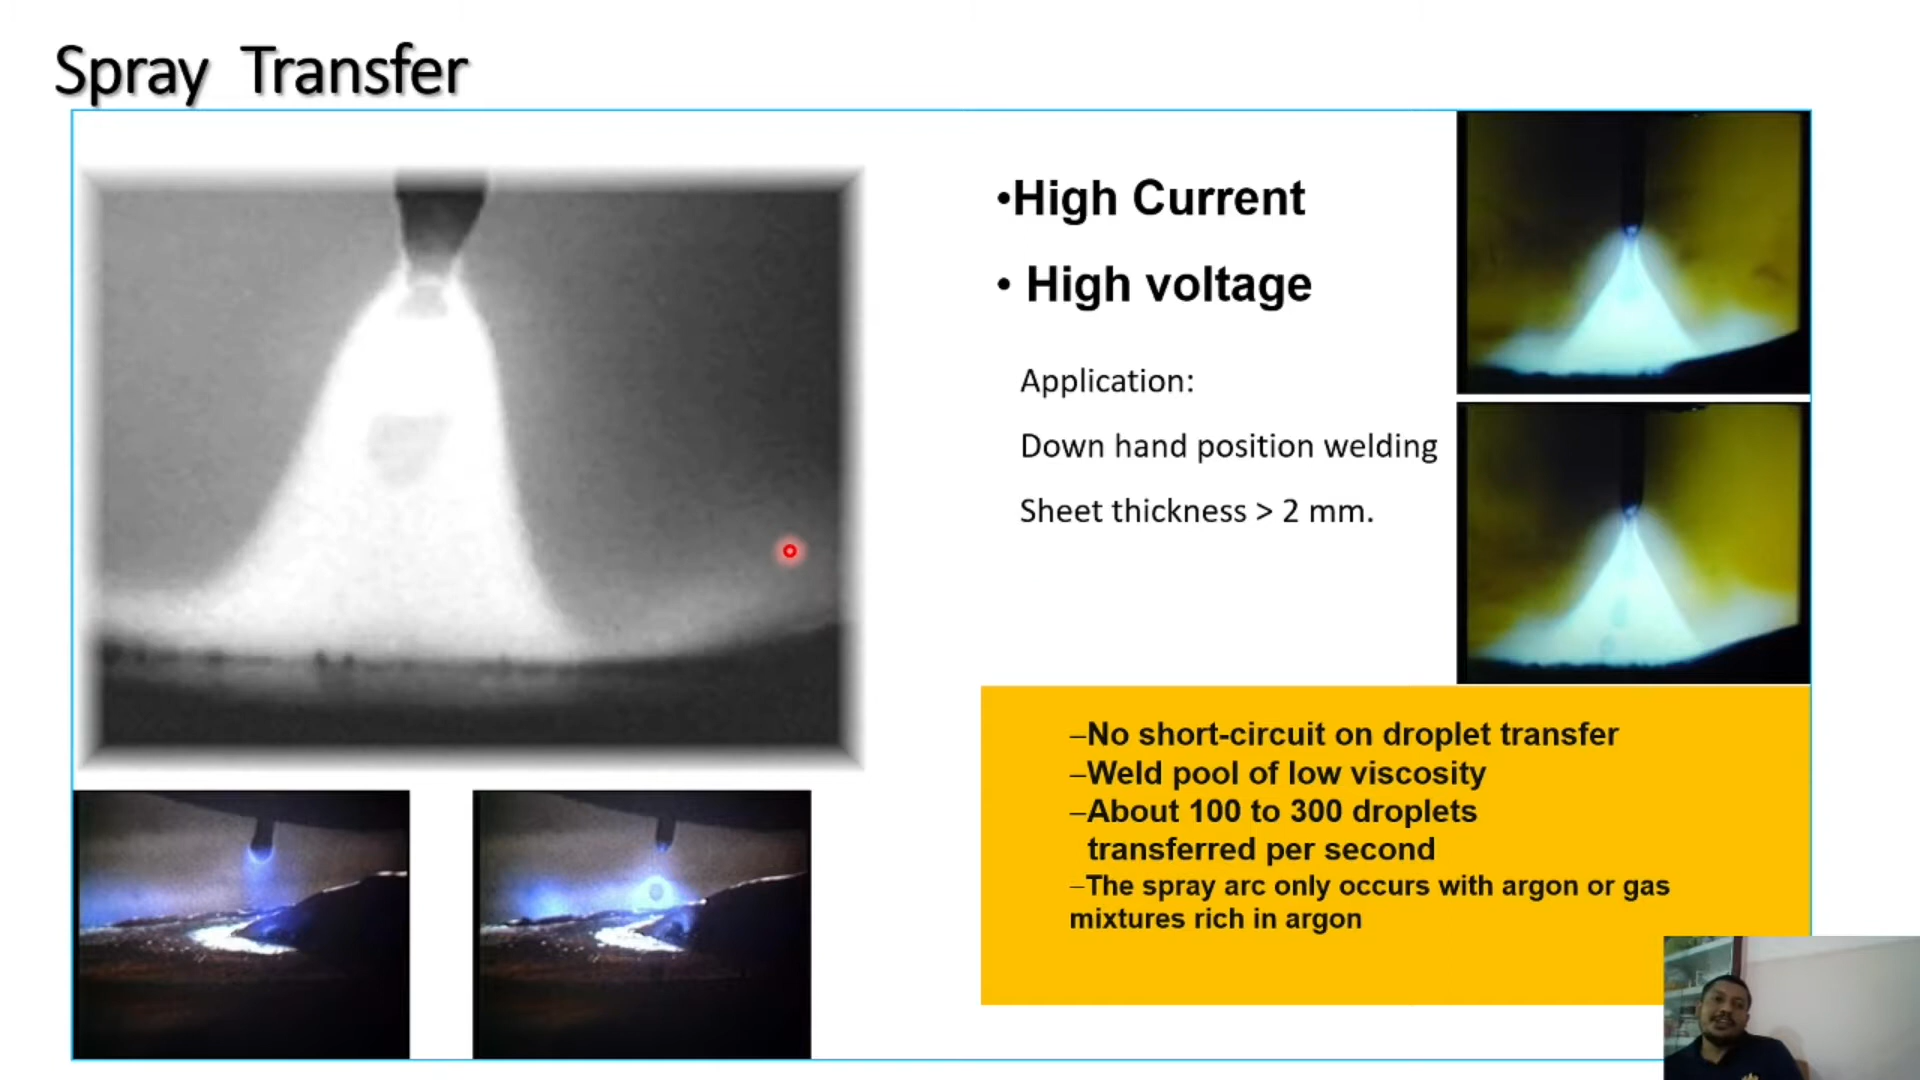 Spray Transfer
•High Current
• High voltage
Application:
Down hand position welding
Sheet thickness > 2 mm.
–No short-circuit on droplet transfer
–Weld pool of low viscosity
–About 100 to 300 droplets
transferred per second
–The spray arc only occurs with argon or gas
mixtures rich in argon